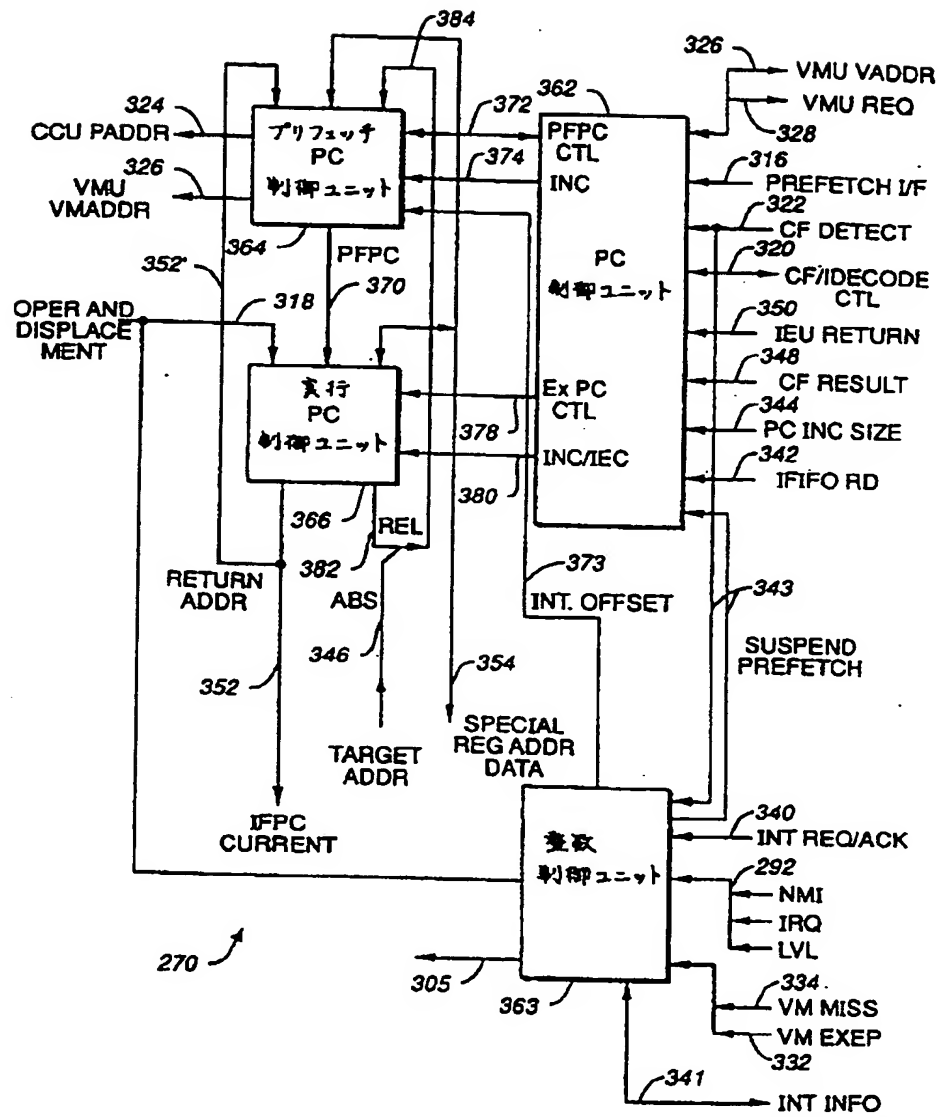 384
326
VMU VADDR
VMU REQ
328
362
324
CCU PADDR
プリフェッチ
PC
制御ユニット
372
PFPC
CTL
374
INC
316
PREFETCH I/F
326
VMU
VMADDR
364
322
CF DETECT
PFPC
352'
370
PC
制御ユニット
320
CF/IDECODE
CTL
318
OPER AND
DISPLACE
MENT
350
IEU RETURN
実行
PC
制御ユニット
Ex PC
CTL
378
348
CF RESULT
344
PC INC SIZE
INC/IEC
380
342
IFIFO RD
366
REL
382
373
RETURN
ADDR
ABS
INT. OFFSET
343
346
SUSPEND
PREFETCH
352
354
TARGET
ADDR
SPECIAL
REG ADDR
DATA
IFPC
CURRENT
340
INT REQ/ACK
整数
制御ユニット
292
NMI
IRQ
LVL
270
305
363
334
VM MISS
VM EXEP
332
341
INT INFO